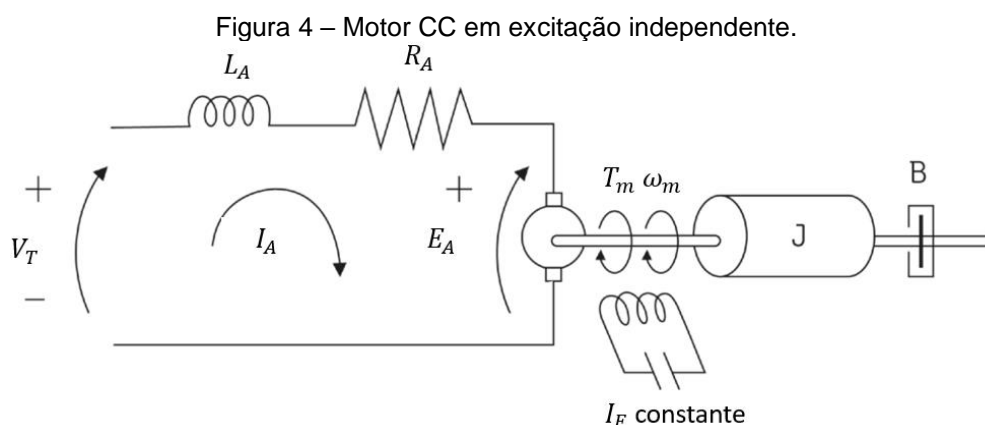 Figura 4 – Motor CC em excitação independente.
L_A
R_A
+
V_T
–
I_A
+
E_A
T_m ω_m
J
B
I_F constante